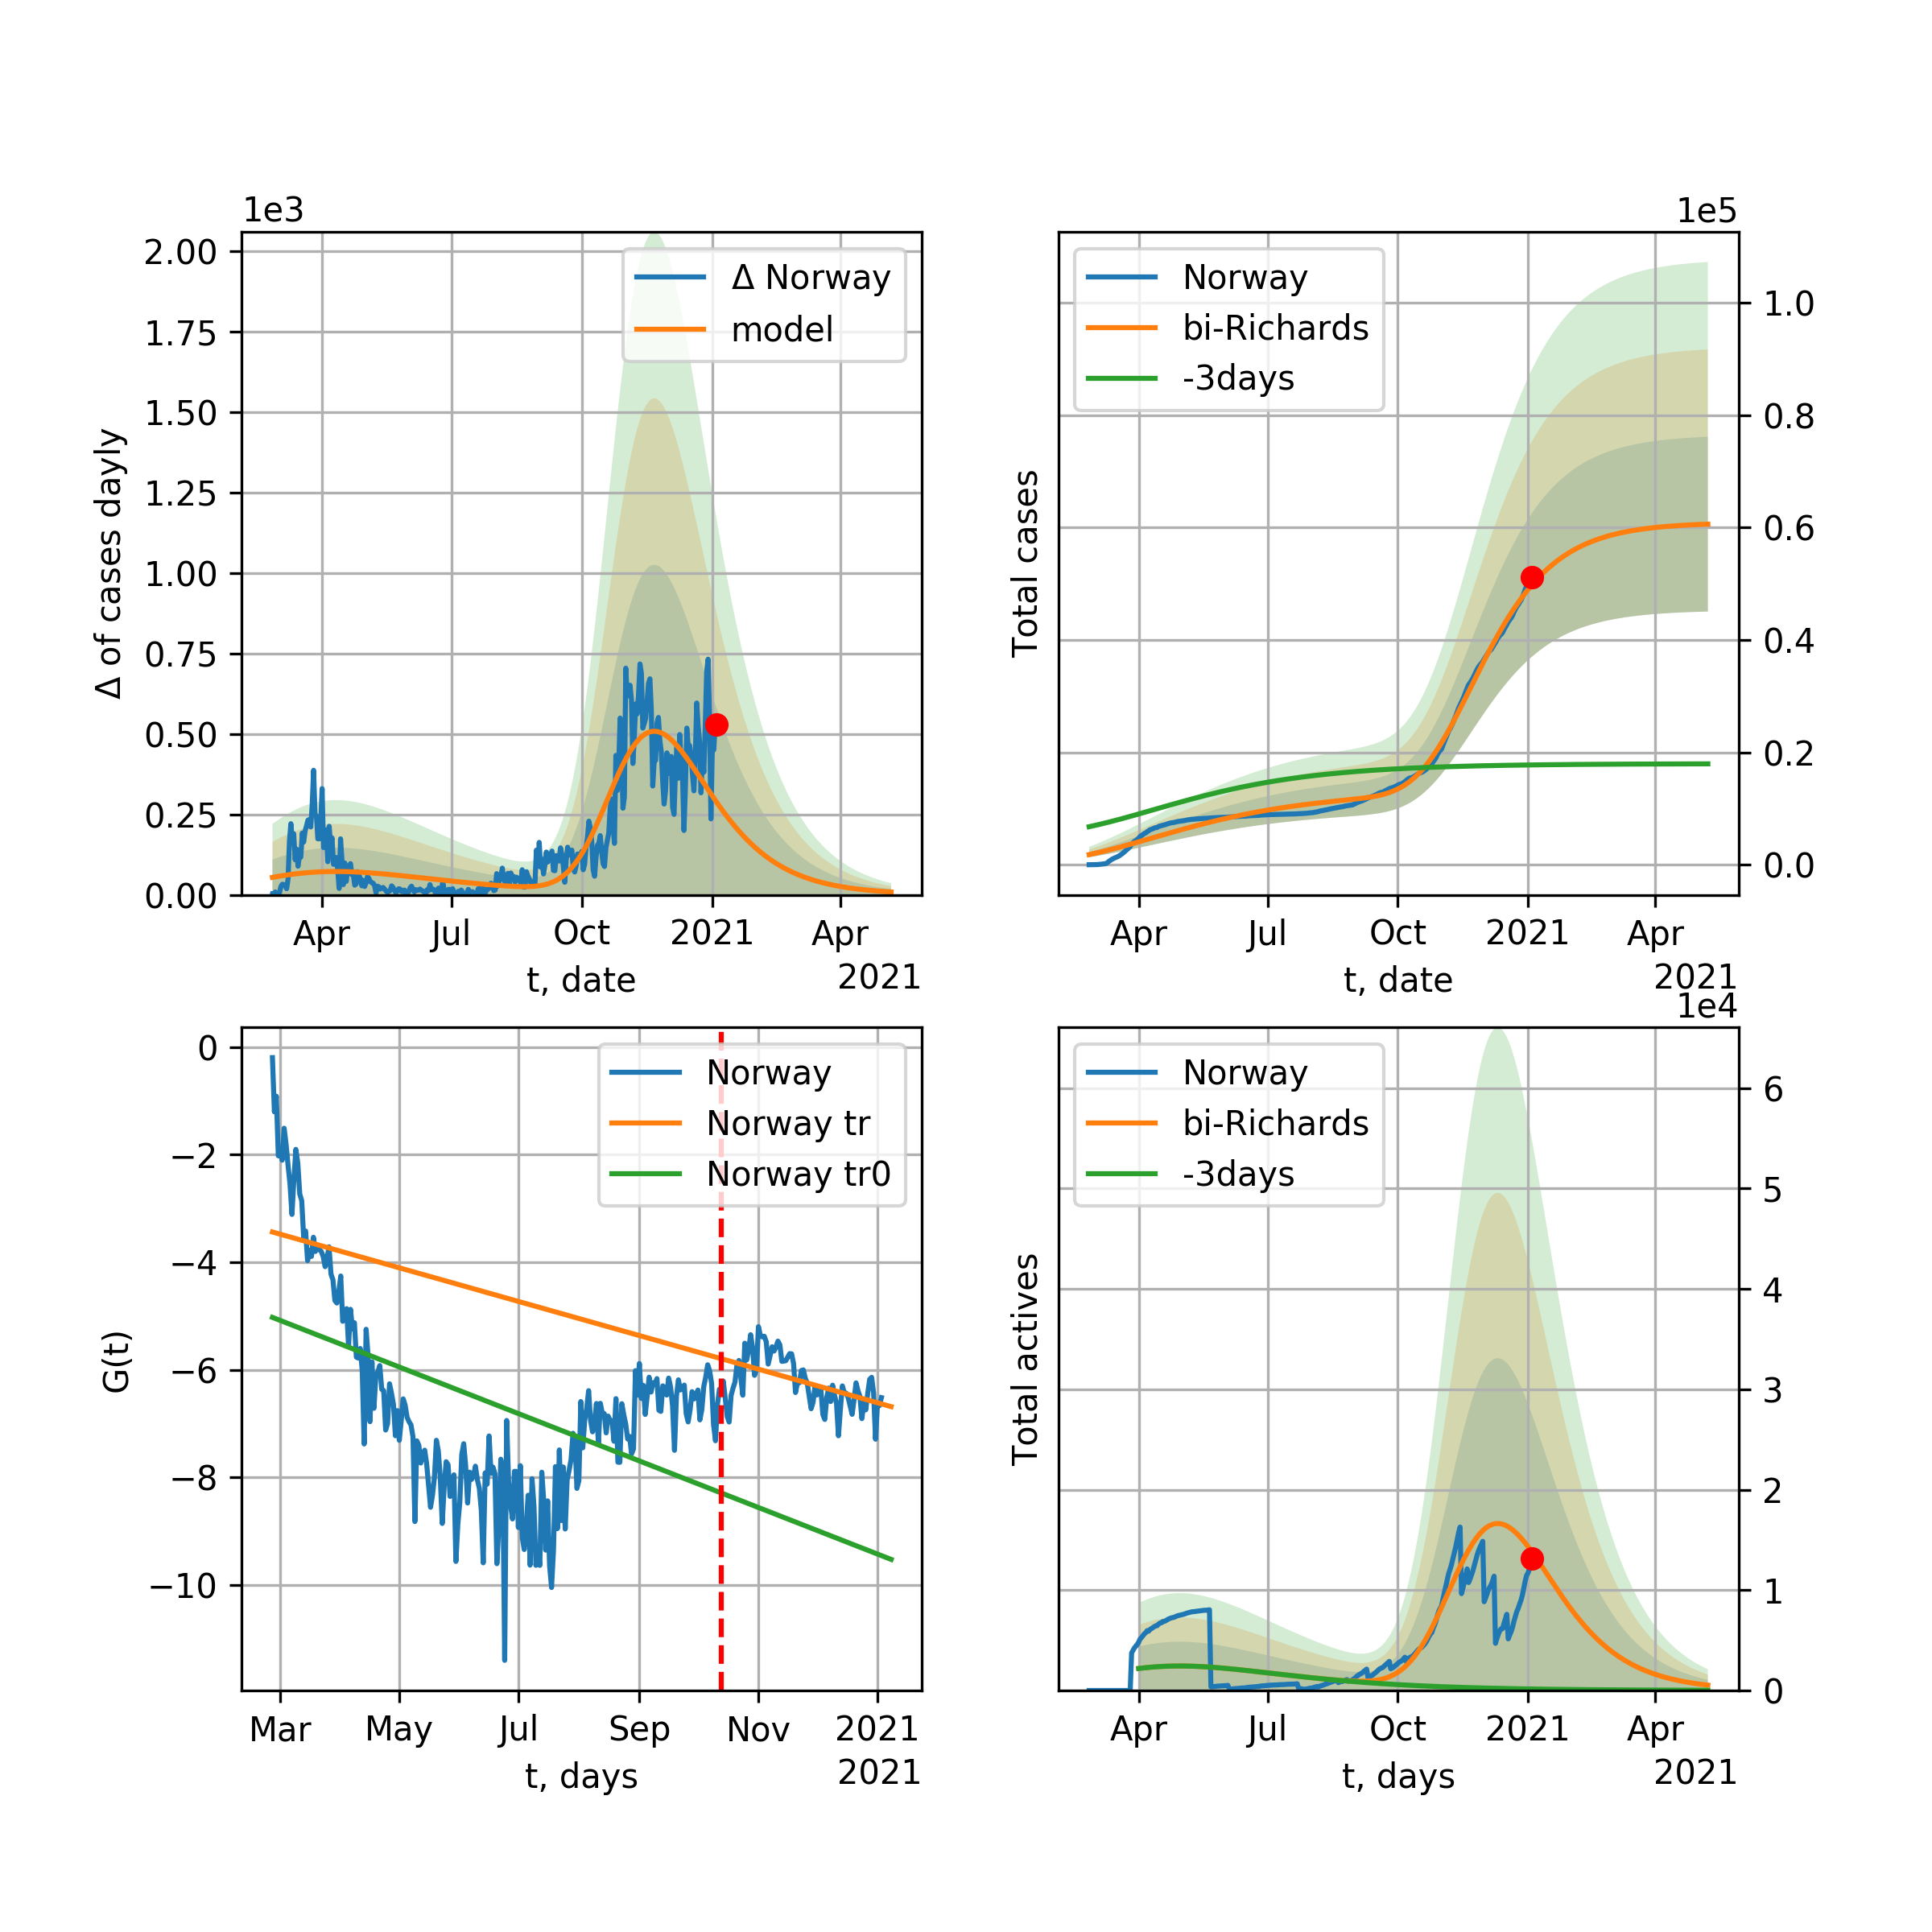 1e3
2.00
1.75
1.50
1.25
1.00
0.75
0.50
0.25
0.00
Δ of cases dayly
Δ Norway
model
Apr Jul Oct 2021 Apr
t, date
2021
1e5
Norway
bi-Richards
-3days
Total cases
1.0
0.8
0.6
0.4
0.2
0.0
Apr Jul Oct 2021 Apr
t, date
2021
0
−2
−4
−6
−8
−10
G(t)
Norway
Norway tr
Norway tr0
Mar May Jul Sep Nov 2021
t, days
2021
1e4
Norway
bi-Richards
-3days
Total actives
6
5
4
3
2
1
0
Apr Jul Oct 2021 Apr
t, days
2021